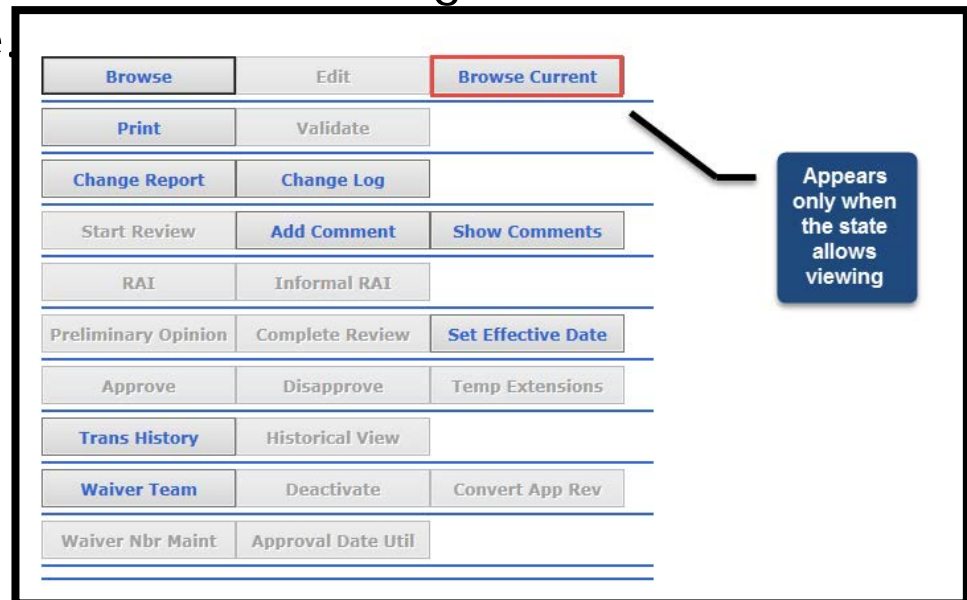 Browse Edit Browse Current
Print Validate
Change Report Change Log
Start Review Add Comment Show Comments
RAI Informal RAI
Preliminary Opinion Complete Review Set Effective Date
Approve Disapprove Temp Extensions
Trans History Historical View
Waiver Team Deactivate Convert App Rev
Waiver Nbr Maint Approval Date Util
Appears
only when
the state
allows
viewing